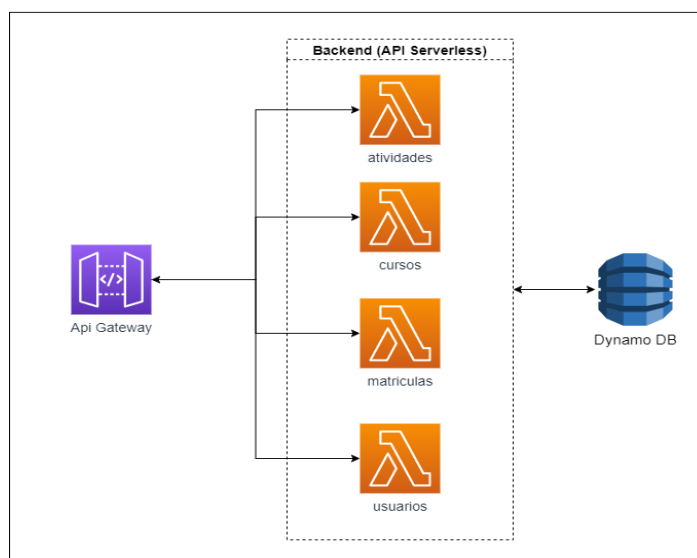 Backend (API Serverless)
atividades
cursos
Api Gateway
matriculas
Dynamo DB
usuarios